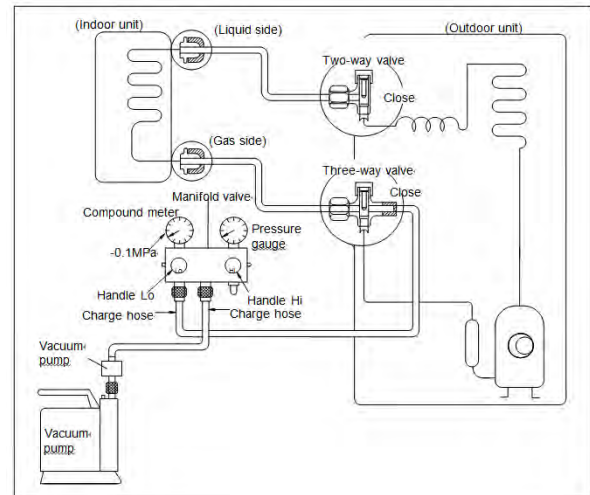 (Indoor unit)
(Liquid side)
(Outdoor unit)
Two-way valve
Close
(Gas side)
Three-way valve
Close
Manifold valve
Compound meter
Pressure
gauge
-0.1MPa
Lo
Hi
Handle Lo
Handle Hi
Charge hose
Charge hose
Vacuum
pump
Vacuum
pump